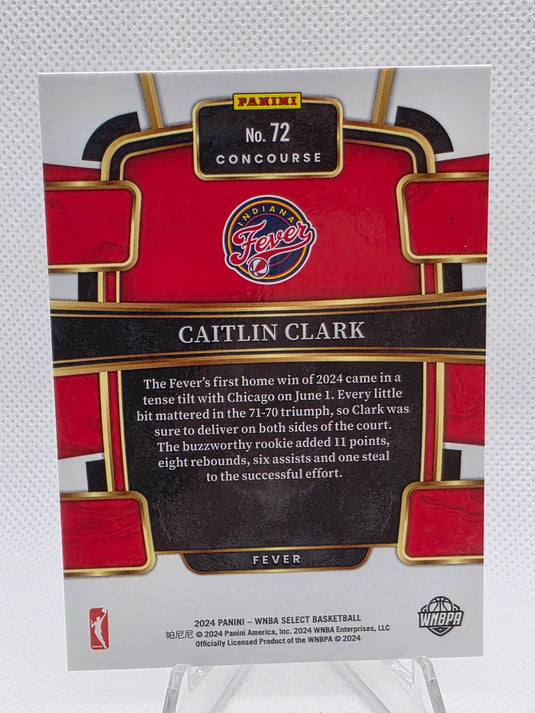 PANINI
No. 72
CONCOURSE
INDIANA
Fever
CAITLIN CLARK
The Fever's first home win of 2024 came in a
tense tilt with Chicago on June 1. Every little
bit mattered in the 71-70 triumph, so Clark was
sure to deliver on both sides of the court.
The buzzworthy rookie added 11 points,
eight rebounds, six assists and one steal
to the successful effort.
FEVER
2024 PANINI – WNBA SELECT BASKETBALL
帕尼尼 © 2024 Panini America, Inc. 2024 WNBA Enterprises, LLC
Officially Licensed Product of the WNBPA © 2024
WNBPA